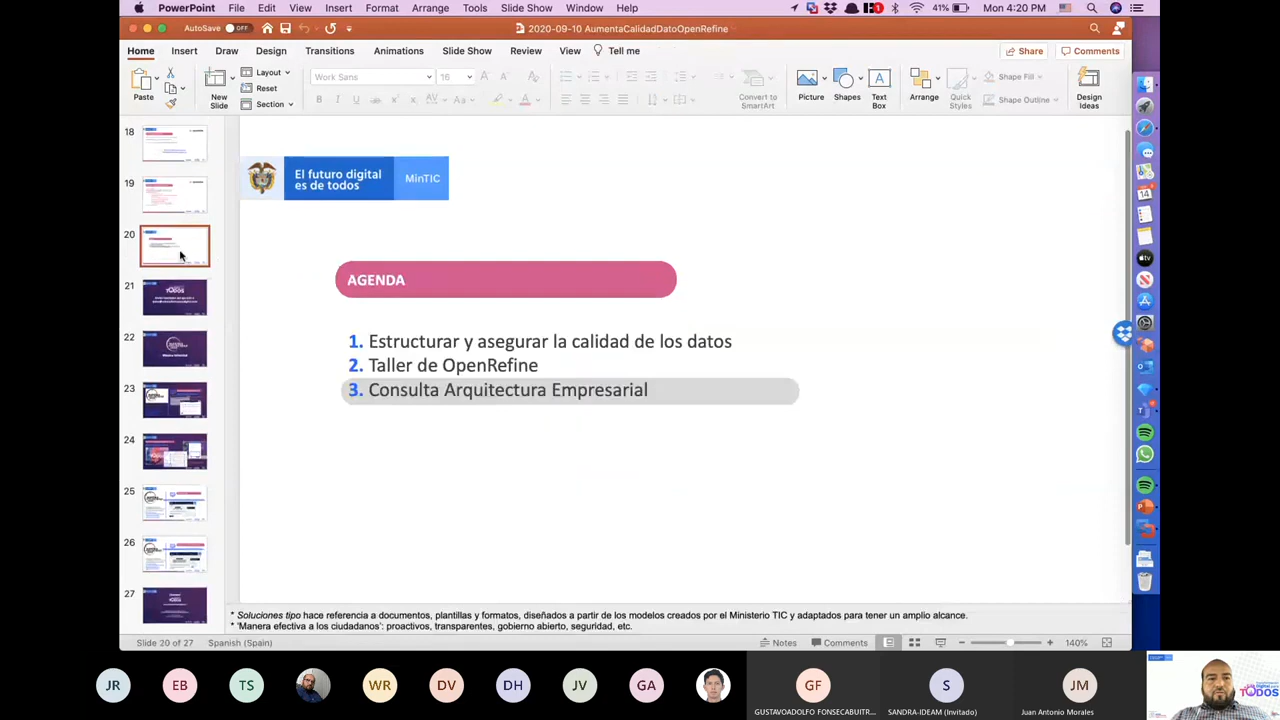 PowerPoint File Edit View Insert Format Arrange Tools Slide Show Window Help 41% Mon 4:20 PM
AutoSave OFF 2020-09-10 AumentaCalidadDatoOpenRefine
Home Insert Draw Design Transitions Animations Slide Show Review View Tell me Share Comments
Paste New Slide Layout Reset Section Work Sans 16 Convert to SmartArt Picture Shapes Text Box Arrange Quick Styles Shape Fill Shape Outline Design Ideas
18
19
20
21
22
23
24
25
26
27
El futuro digital
es de todos
MinTIC
AGENDA
1. Estructurar y asegurar la calidad de los datos
2. Taller de OpenRefine
3. Consulta Arquitectura Empresarial
* Soluciones tipo hace referencia a documentos, plantillas y formatos, diseñados a partir de los modelos creados por el Ministerio TIC y adaptados para tener un amplio alcance.
* 'Manera efectiva a los ciudadanos': proactivos, transparentes, gobierno abierto, seguridad, etc.
Slide 20 of 27 Spanish (Spain) Notes Comments 140%
JR EB TS WR DV DH JV GA GF S JM
GUSTAVOADOLFO FONSECABUITR... SANDRA-IDEAM (Invitado) Juan Antonio Morales
TODOS